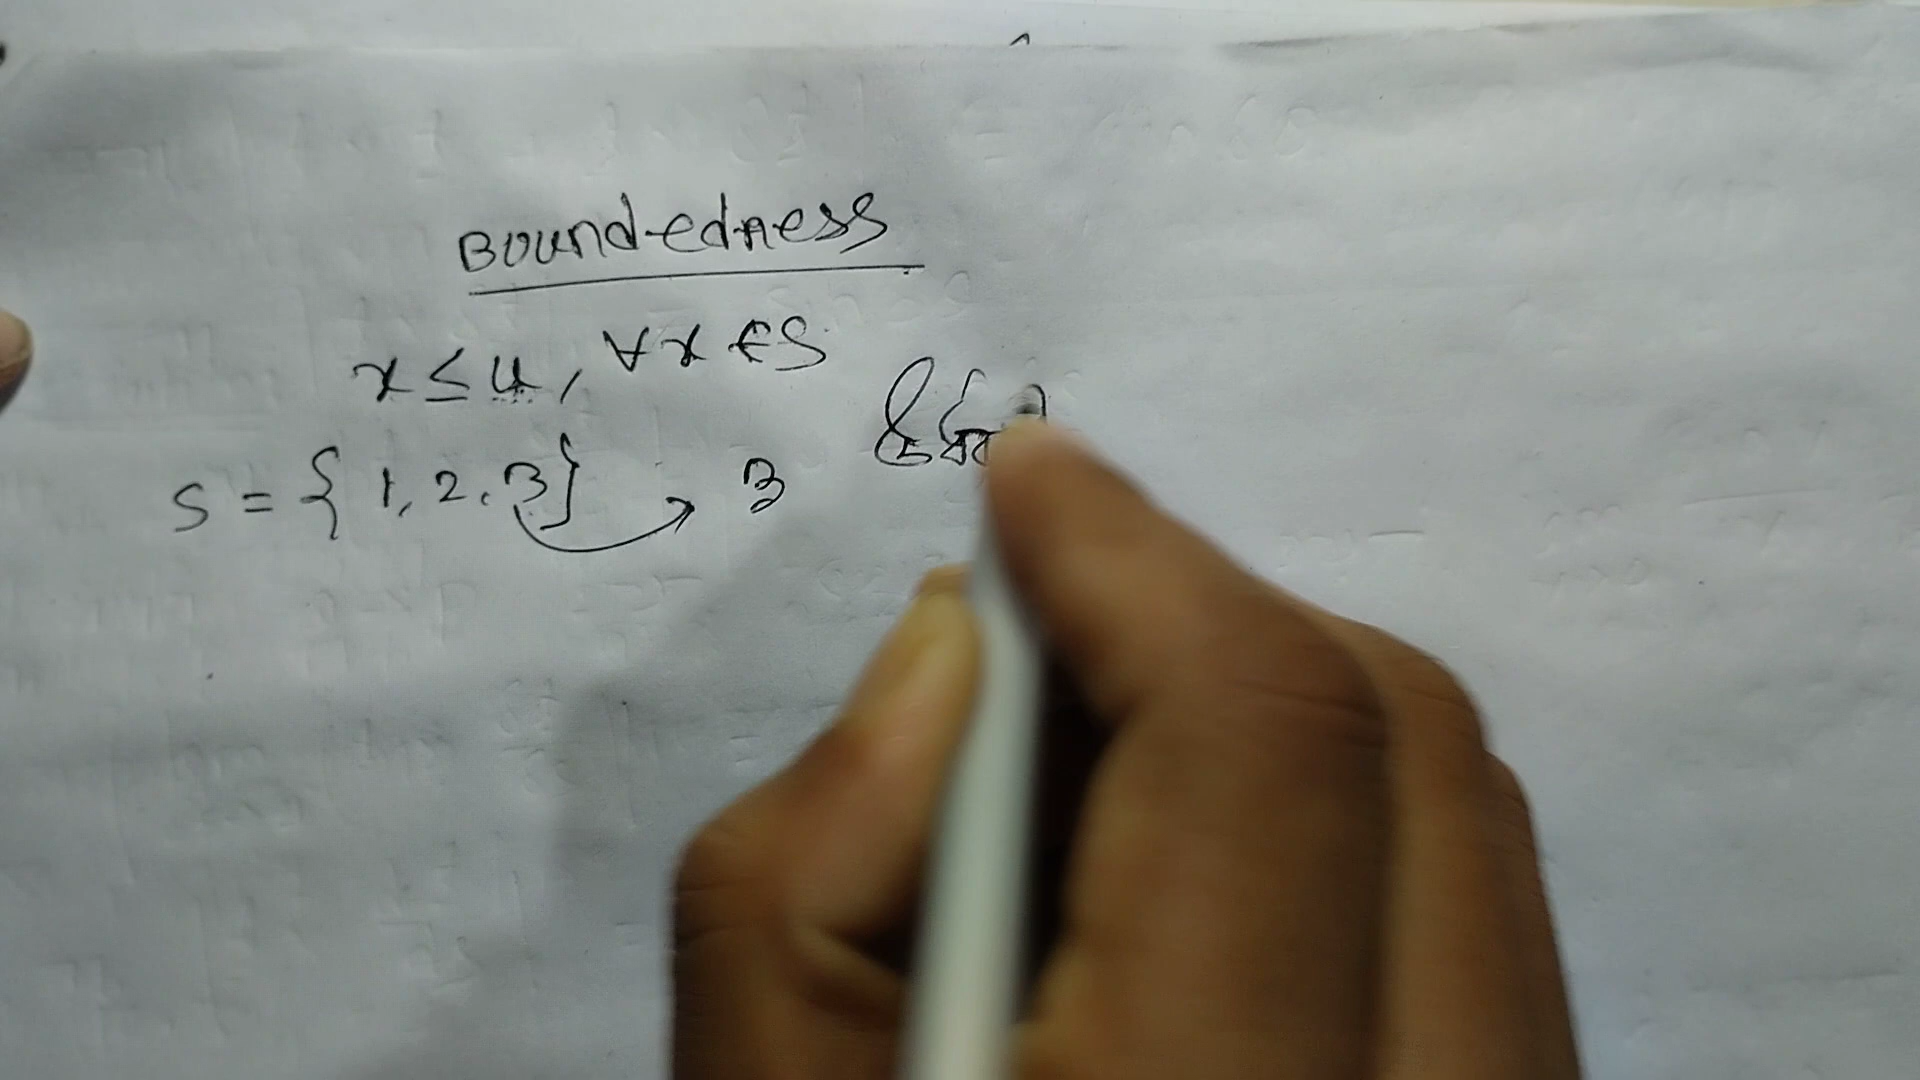 Boundedness
x ≤ u, ∀x ∈ S
S = { 1, 2, 3} → 3